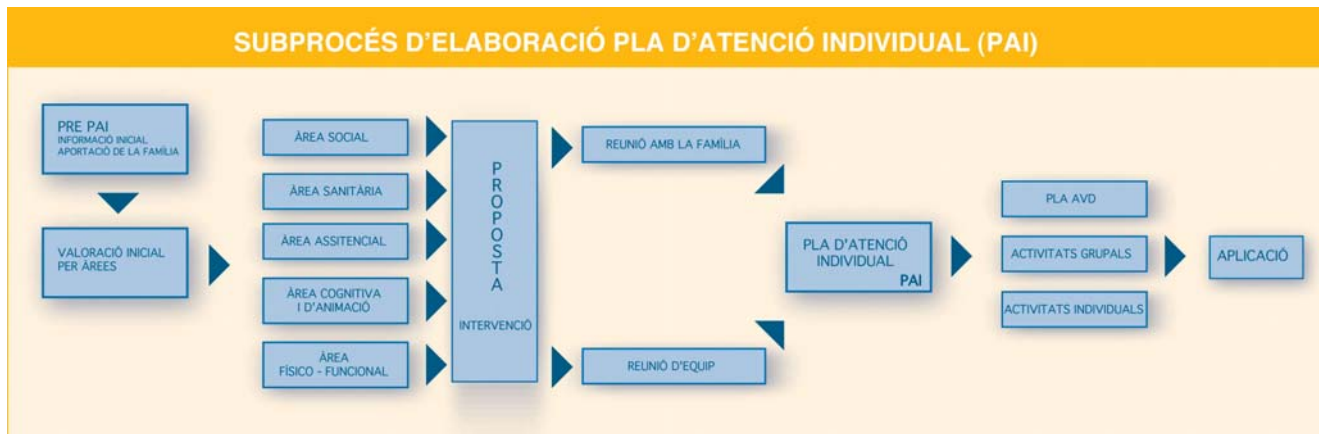 SUBPROCÉS D'ELABORACIÓ PLA D'ATENCIÓ INDIVIDUAL (PAI)
PRE PAI
INFORMACIÓ INICIAL
APORTACIÓ DE LA FAMÍLIA
VALORACIÓ INICIAL
PER ÀREES
ÀREA SOCIAL
ÀREA SANITÀRIA
ÀREA ASSITENCIAL
ÀREA COGNITIVA
I D'ANIMACIÓ
ÀREA
FÍSICO - FUNCIONAL
PROPOSTA
INTERVENCIÓ
REUNIÓ AMB LA FAMÍLIA
REUNIÓ D'EQUIP
PLA D'ATENCIÓ
INDIVIDUAL
PAI
PLA AVD
ACTIVITATS GRUPALS
ACTIVITATS INDIVIDUALS
APLICACIÓ